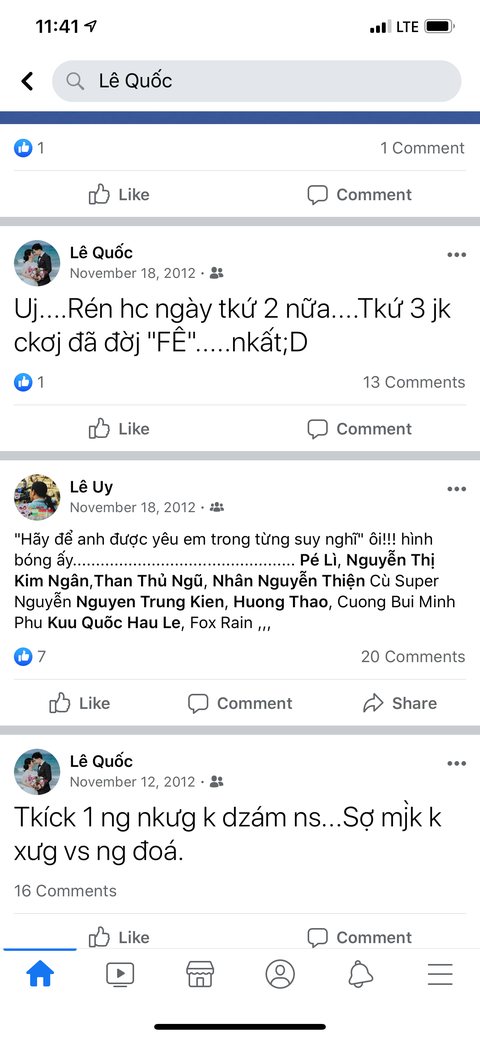 11:41
LTE
Lê Quốc
1
1 Comment
Like
Comment
Lê Quốc
November 18, 2012 ·
Uj....Rén hc ngày tkứ 2 nữa....Tkứ 3 jk
ckơj đã đờj "FÊ".....nkất;D
1
13 Comments
Like
Comment
Lê Uy
November 18, 2012 ·
"Hãy để anh được yêu em trong từng suy nghĩ" ôi!!! hình
bóng ấy................................................ Pé Lì, Nguyễn Thị
Kim Ngân,Than Thủ Ngũ, Nhân Nguyễn Thiện Cù Super
Nguyễn Nguyen Trung Kien, Huong Thao, Cuong Bui Minh
Phu Kuu Quốc Hau Le, Fox Rain ,,,
7
20 Comments
Like
Comment
Share
Lê Quốc
November 12, 2012 ·
Tkíck 1 ng nkưg k dzám ns...Sợ mj̀k k
xưg vs ng đoá.
16 Comments
Like
Comment